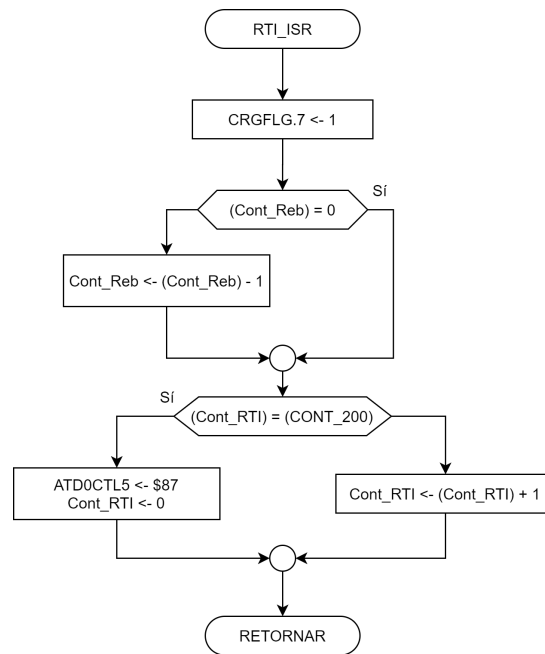 RTI_ISR
CRGFLG.7 <- 1
Sí
(Cont_Reb) = 0
Cont_Reb <- (Cont_Reb) - 1
Sí
(Cont_RTI) = (CONT_200)
ATD0CTL5 <- $87
Cont_RTI <- 0
Cont_RTI <- (Cont_RTI) + 1
RETORNAR